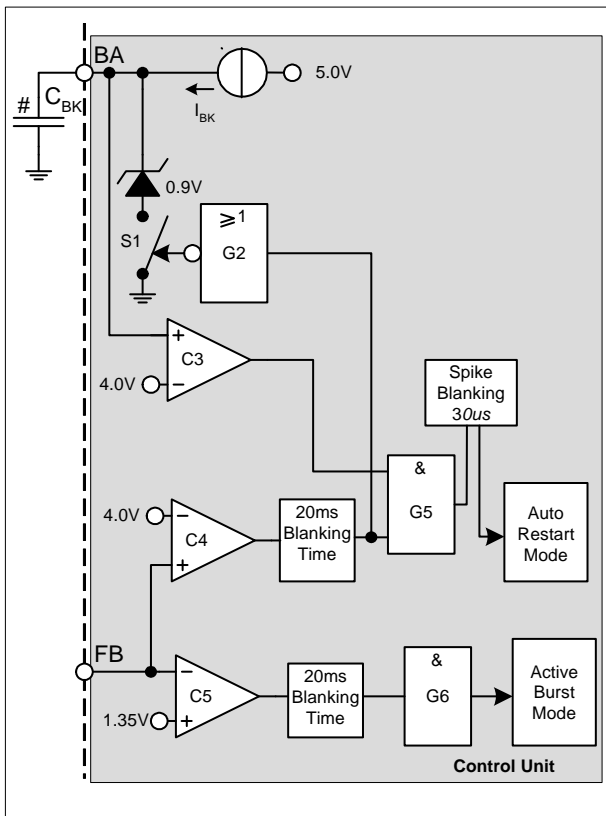 BA
5.0V
# C_BK
I_BK
0.9V
S1
≥1
G2
+
C3
4.0V
−
Spike
Blanking
30us
&
G5
4.0V
−
C4
+
20ms
Blanking
Time
Auto
Restart
Mode
FB
−
C5
1.35V
+
20ms
Blanking
Time
&
G6
Active
Burst
Mode
Control Unit